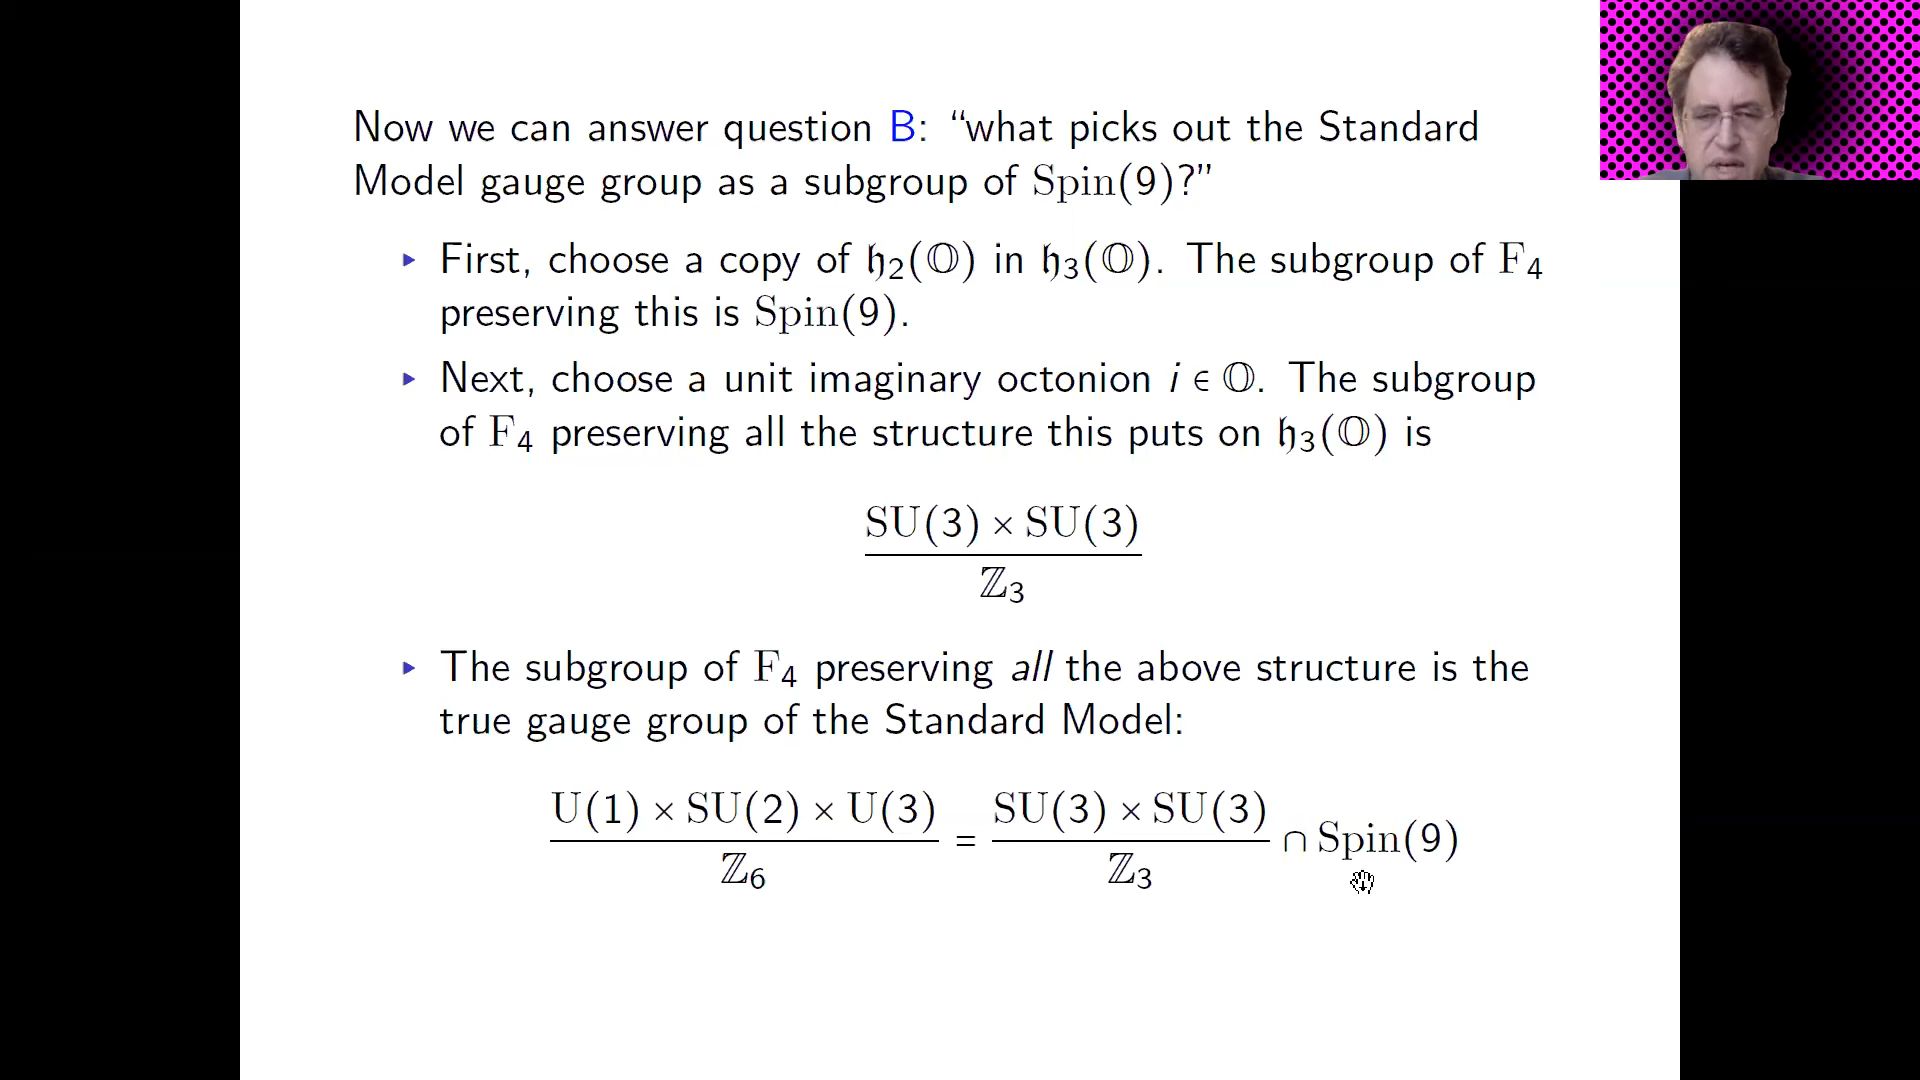 Now we can answer question B: “what picks out the Standard
Model gauge group as a subgroup of Spin(9)?”
▸ First, choose a copy of 𝔥₂(𝕆) in 𝔥₃(𝕆). The subgroup of F₄
preserving this is Spin(9).
▸ Next, choose a unit imaginary octonion i ∈ 𝕆. The subgroup
of F₄ preserving all the structure this puts on 𝔥₃(𝕆) is
SU(3) × SU(3)
ℤ₃
▸ The subgroup of F₄ preserving all the above structure is the
true gauge group of the Standard Model:
U(1) × SU(2) × U(3) / ℤ₆ = SU(3) × SU(3) / ℤ₃ ∩ Spin(9)